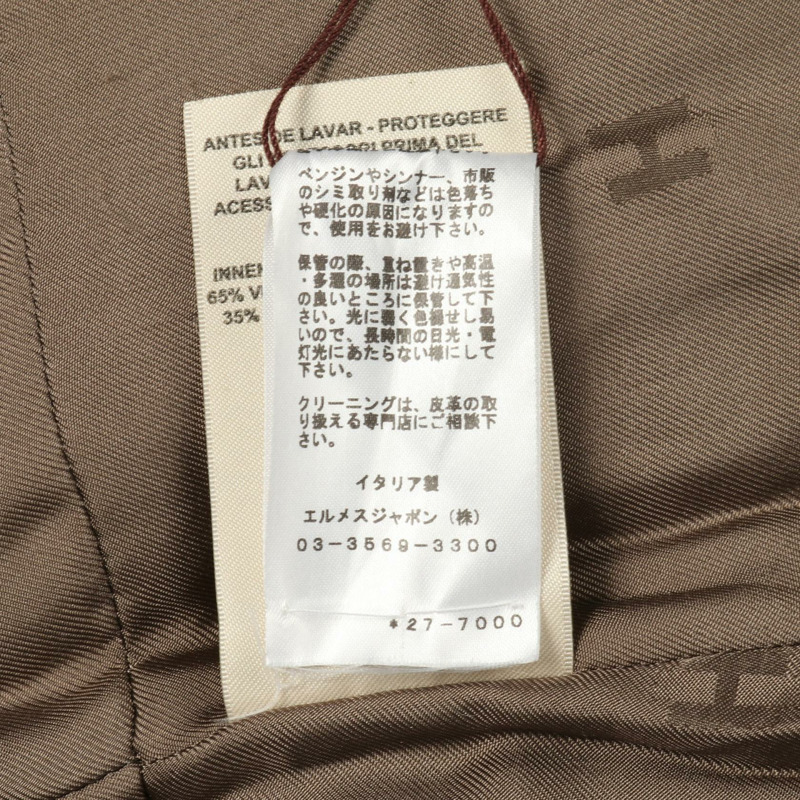 ANTES DE LAVAR - PROTEGGERE
GLI PRIMA DEL
LAV
ACESS
INNEN
65% V
35%
ベンジンやシンナー、市販
のシミ取り剤などは色落ち
や硬化の原因になりますの
で、使用をお避け下さい。
保管の際、重ね置きや高温
・多湿の場所は避け通気性
の良いところに保管して下
さい。光に弱く色褪せし易
いので、長時間の日光・電
灯光にあたらない様にして
下さい。
クリーニングは、皮革の取
り扱える専門店にご相談下
さい。
イタリア製
エルメスジャポン（株）
03-3569-3300
*27-7000
H
H